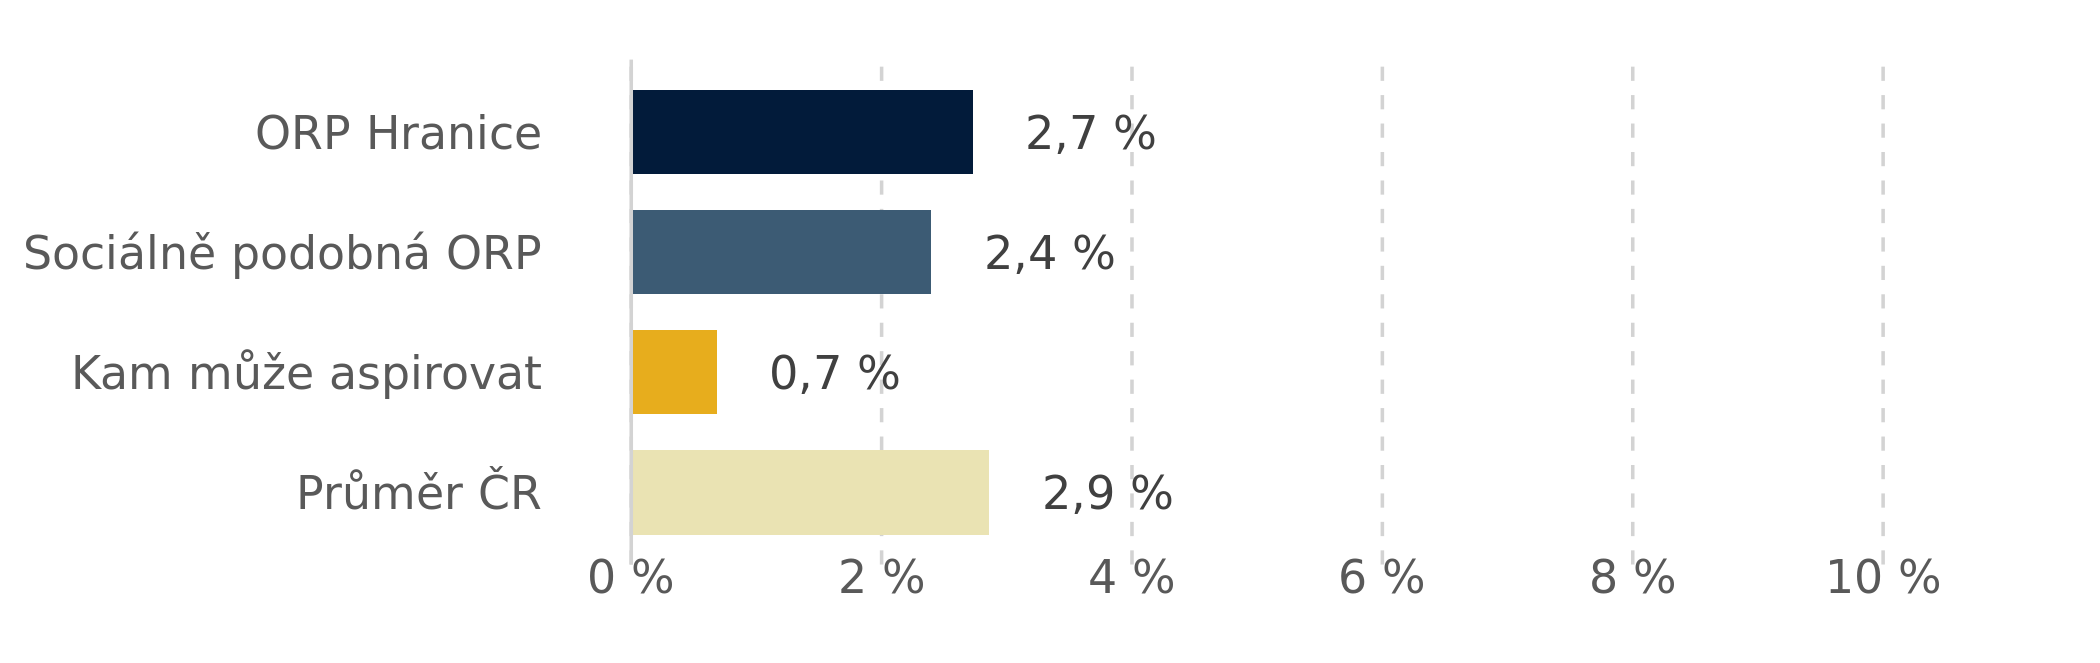 ORP Hranice 2,7 %
Sociálně podobná ORP 2,4 %
Kam může aspirovat 0,7 %
Průměr ČR 2,9 %
0 % 2 % 4 % 6 % 8 % 10 %